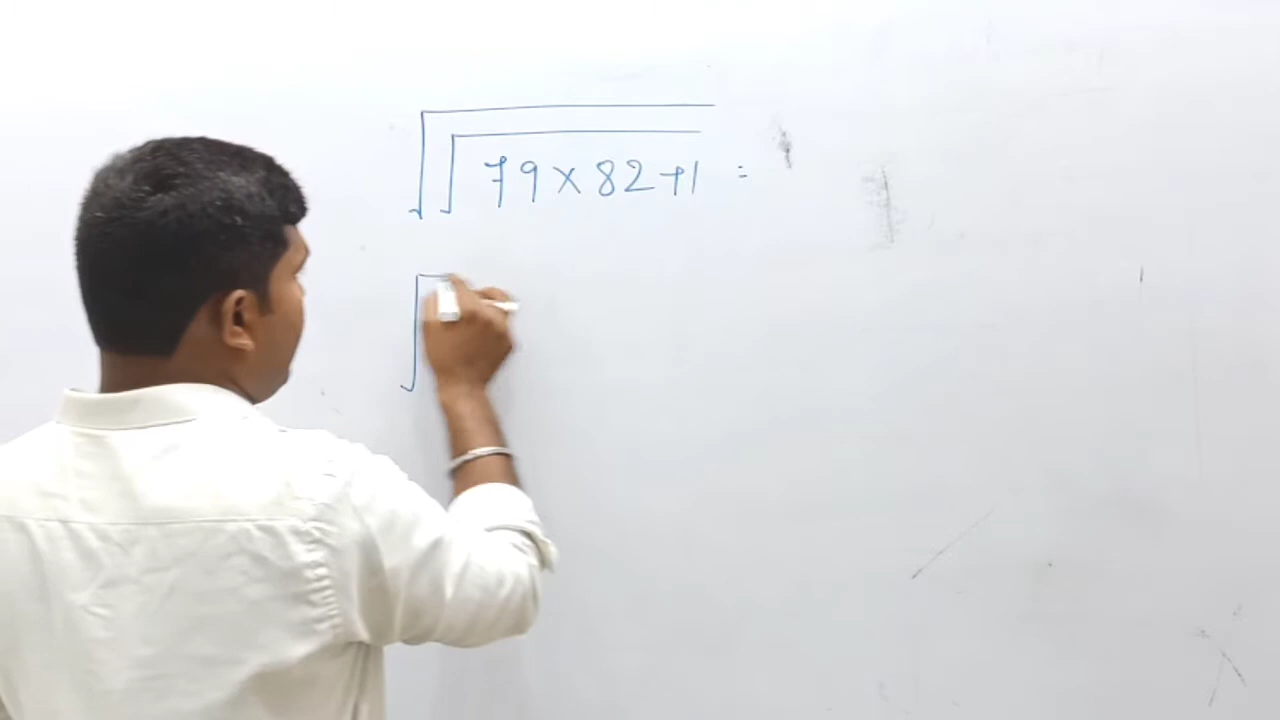 √√79×82+1 =
√